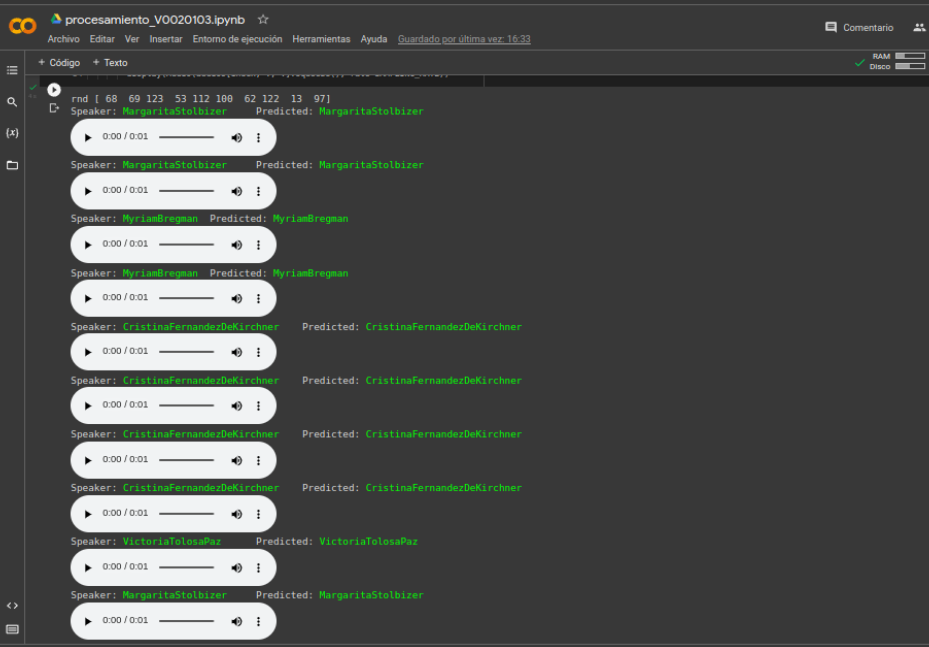 procesamiento_V0020103.ipynb
Comentario
Archivo Editar Ver Insertar Entorno de ejecución Herramientas Ayuda Guardado por última vez: 16:33
+ Código + Texto
RAM
Disco
{x}
rnd [ 68 69 123 53 112 100 62 122 13 97]
Speaker: MargaritaStolbizer Predicted: MargaritaStolbizer
0:00 / 0:01
Speaker: MargaritaStolbizer Predicted: MargaritaStolbizer
0:00 / 0:01
Speaker: MyriamBregman Predicted: MyriamBregman
0:00 / 0:01
Speaker: MyriamBregman Predicted: MyriamBregman
0:00 / 0:01
Speaker: CristinaFernandezDeKirchner Predicted: CristinaFernandezDeKirchner
0:00 / 0:01
Speaker: CristinaFernandezDeKirchner Predicted: CristinaFernandezDeKirchner
0:00 / 0:01
Speaker: CristinaFernandezDeKirchner Predicted: CristinaFernandezDeKirchner
0:00 / 0:01
Speaker: CristinaFernandezDeKirchner Predicted: CristinaFernandezDeKirchner
0:00 / 0:01
Speaker: VictoriaTolosaPaz Predicted: VictoriaTolosaPaz
0:00 / 0:01
Speaker: MargaritaStolbizer Predicted: MargaritaStolbizer
0:00 / 0:01